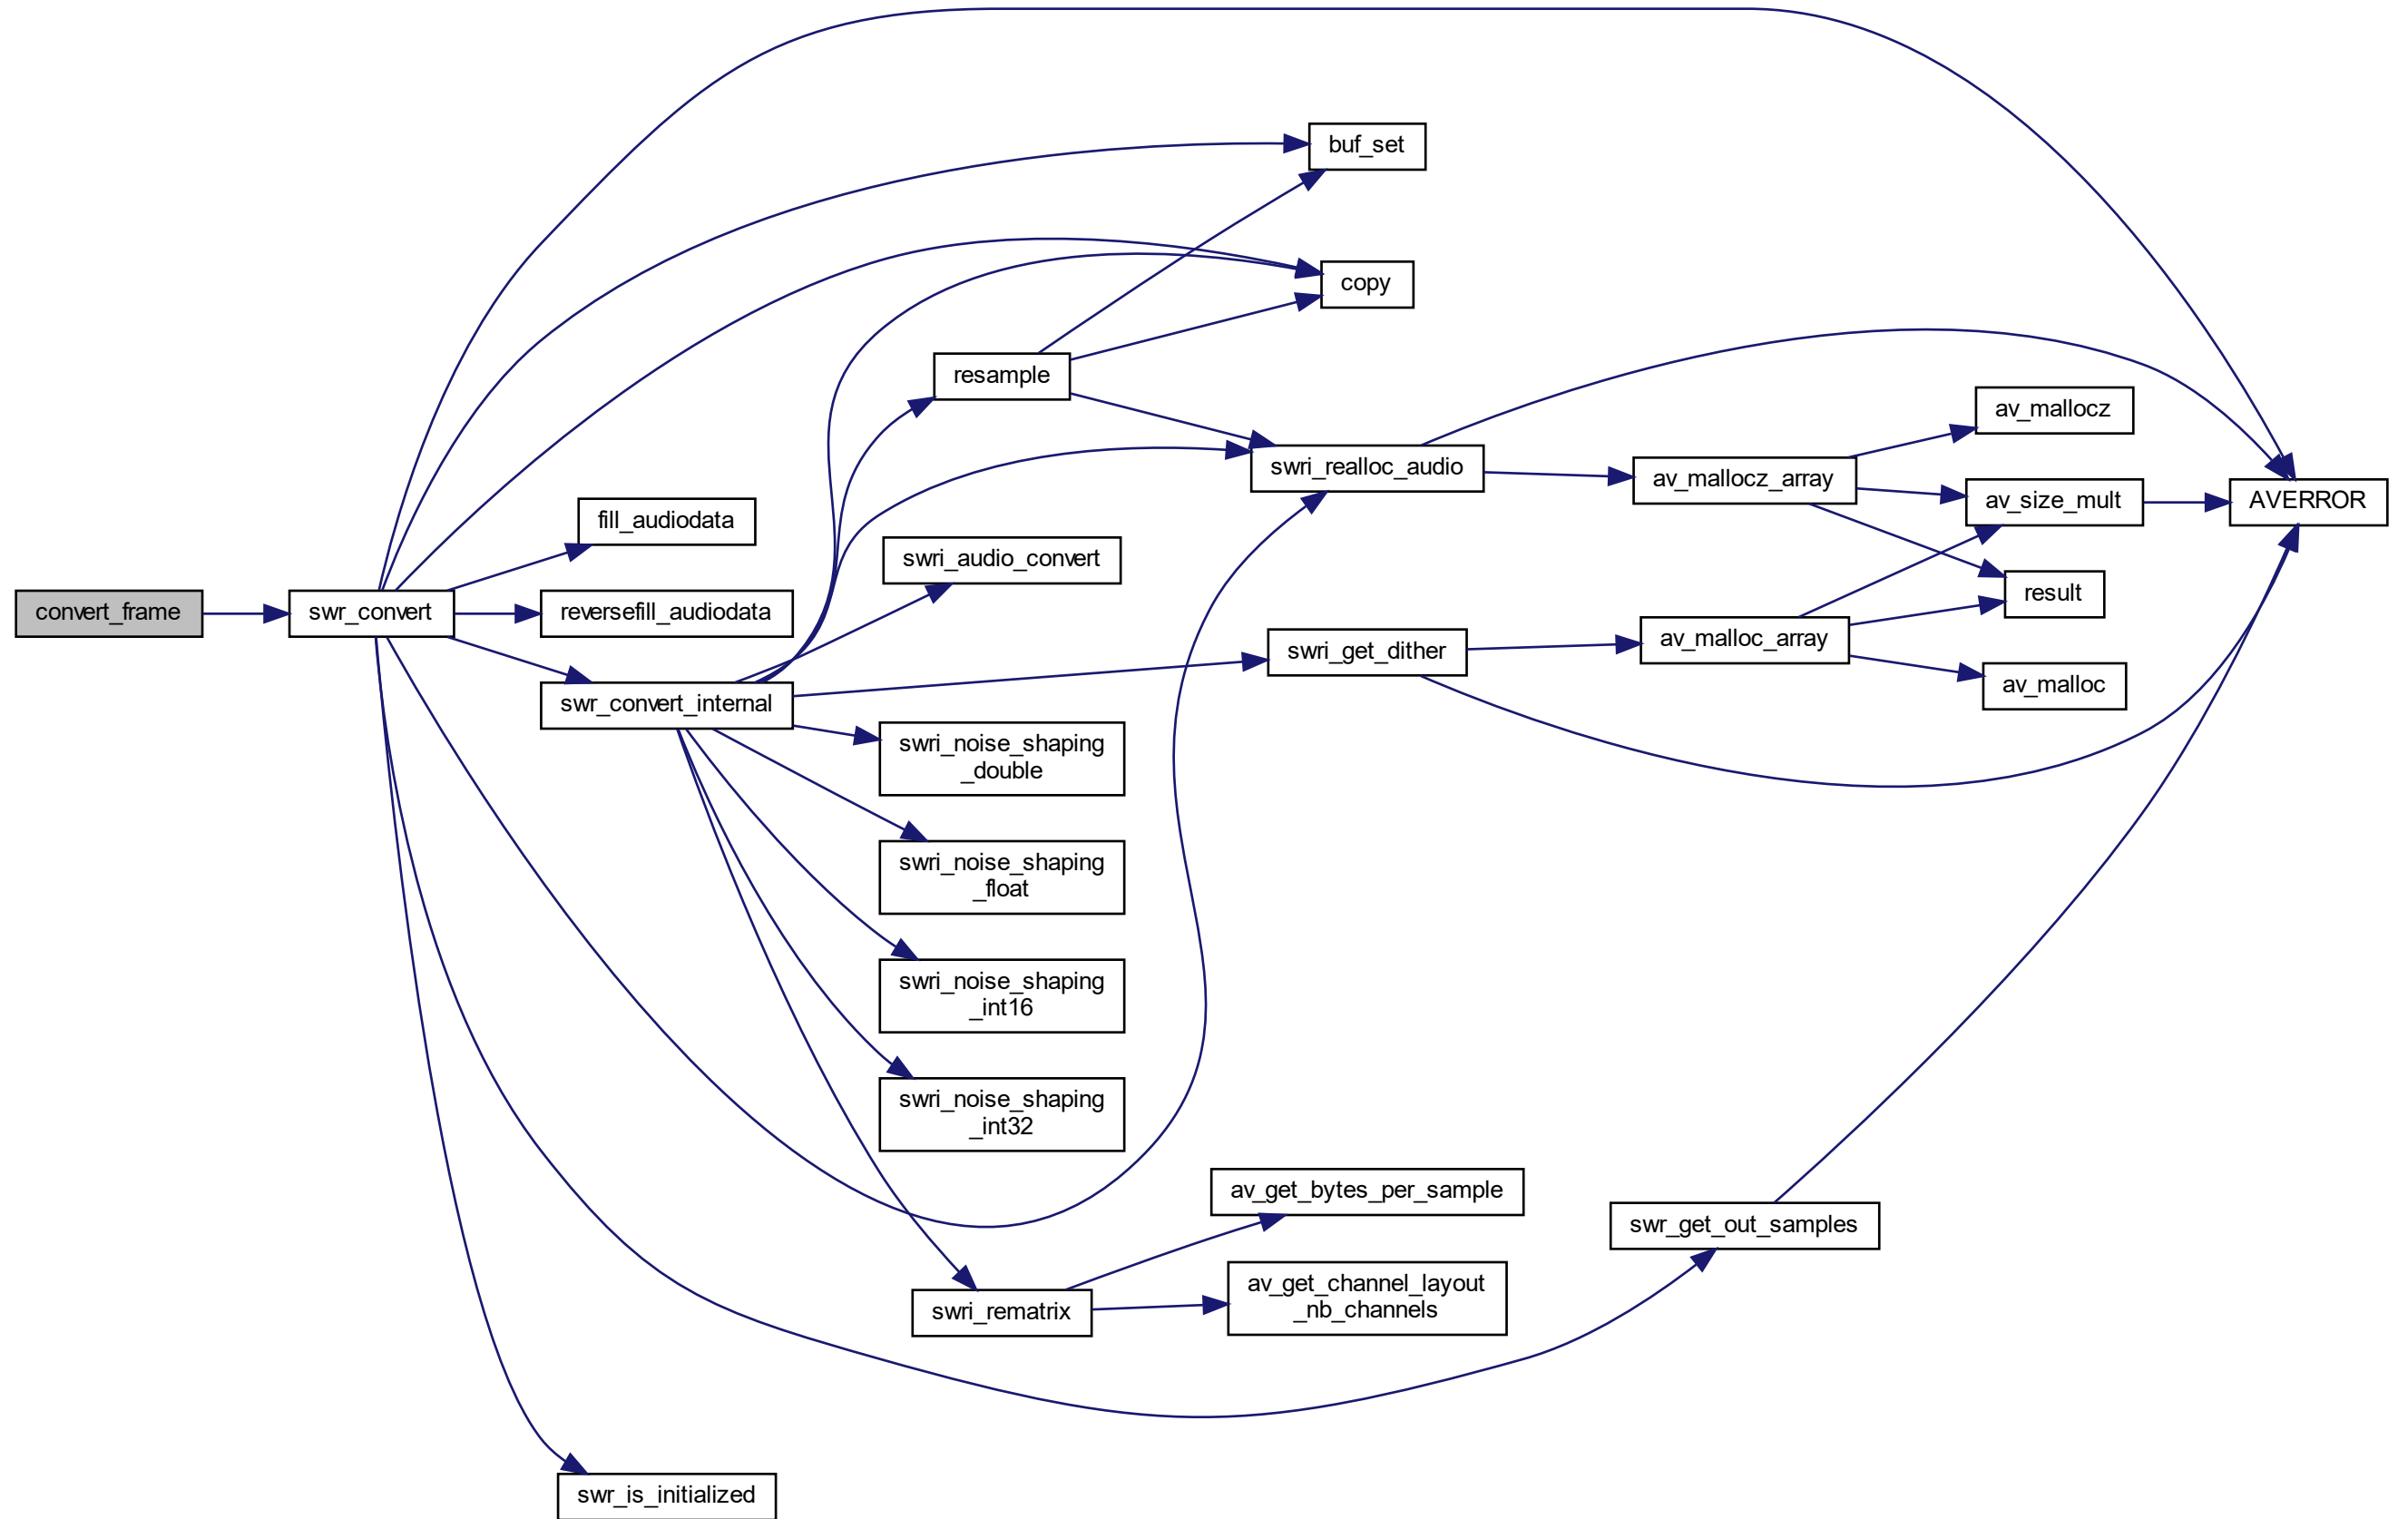 buf_set
copy
resample
av_mallocz
swri_realloc_audio
av_mallocz_array
av_size_mult
AVERROR
fill_audiodata
swri_audio_convert
convert_frame
swr_convert
reversefill_audiodata
result
swri_get_dither
av_malloc_array
av_malloc
swr_convert_internal
swri_noise_shaping
_double
swri_noise_shaping
_float
swri_noise_shaping
_int16
swri_noise_shaping
_int32
av_get_bytes_per_sample
swr_get_out_samples
swri_rematrix
av_get_channel_layout
_nb_channels
swr_is_initialized